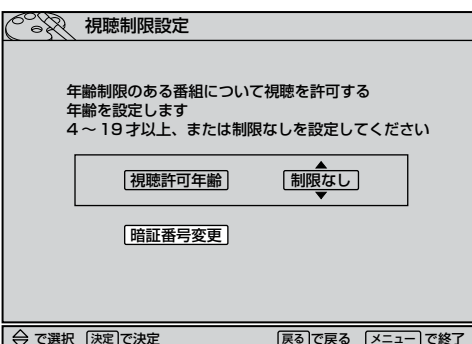 視聴制限設定
年齢制限のある番組について視聴を許可する
年齢を設定します
4～19才以上、または制限なしを設定してください
視聴許可年齢 制限なし
暗証番号変更
で選択 決定で決定 戻るで戻る メニューで終了